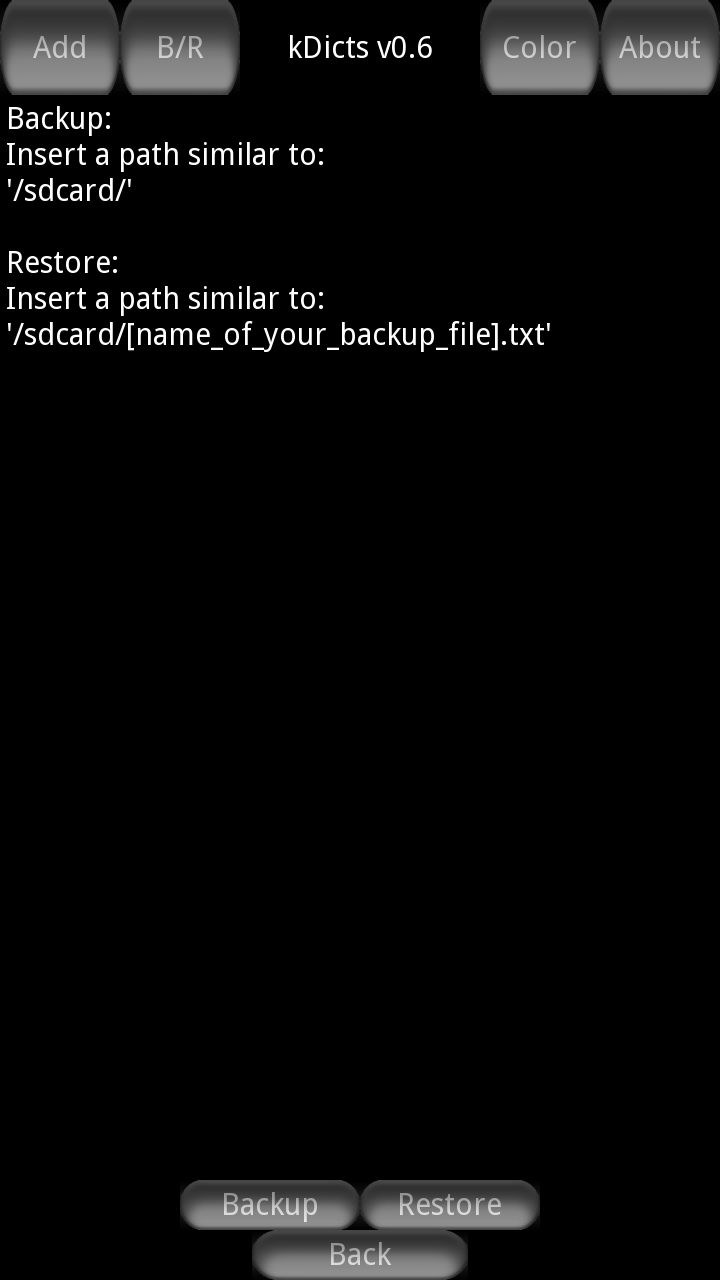 Add B/R kDicts v0.6 Color About
Backup:
Insert a path similar to:
'/sdcard/'
Restore:
Insert a path similar to:
'/sdcard/[name_of_your_backup_file].txt'
Backup Restore
Back